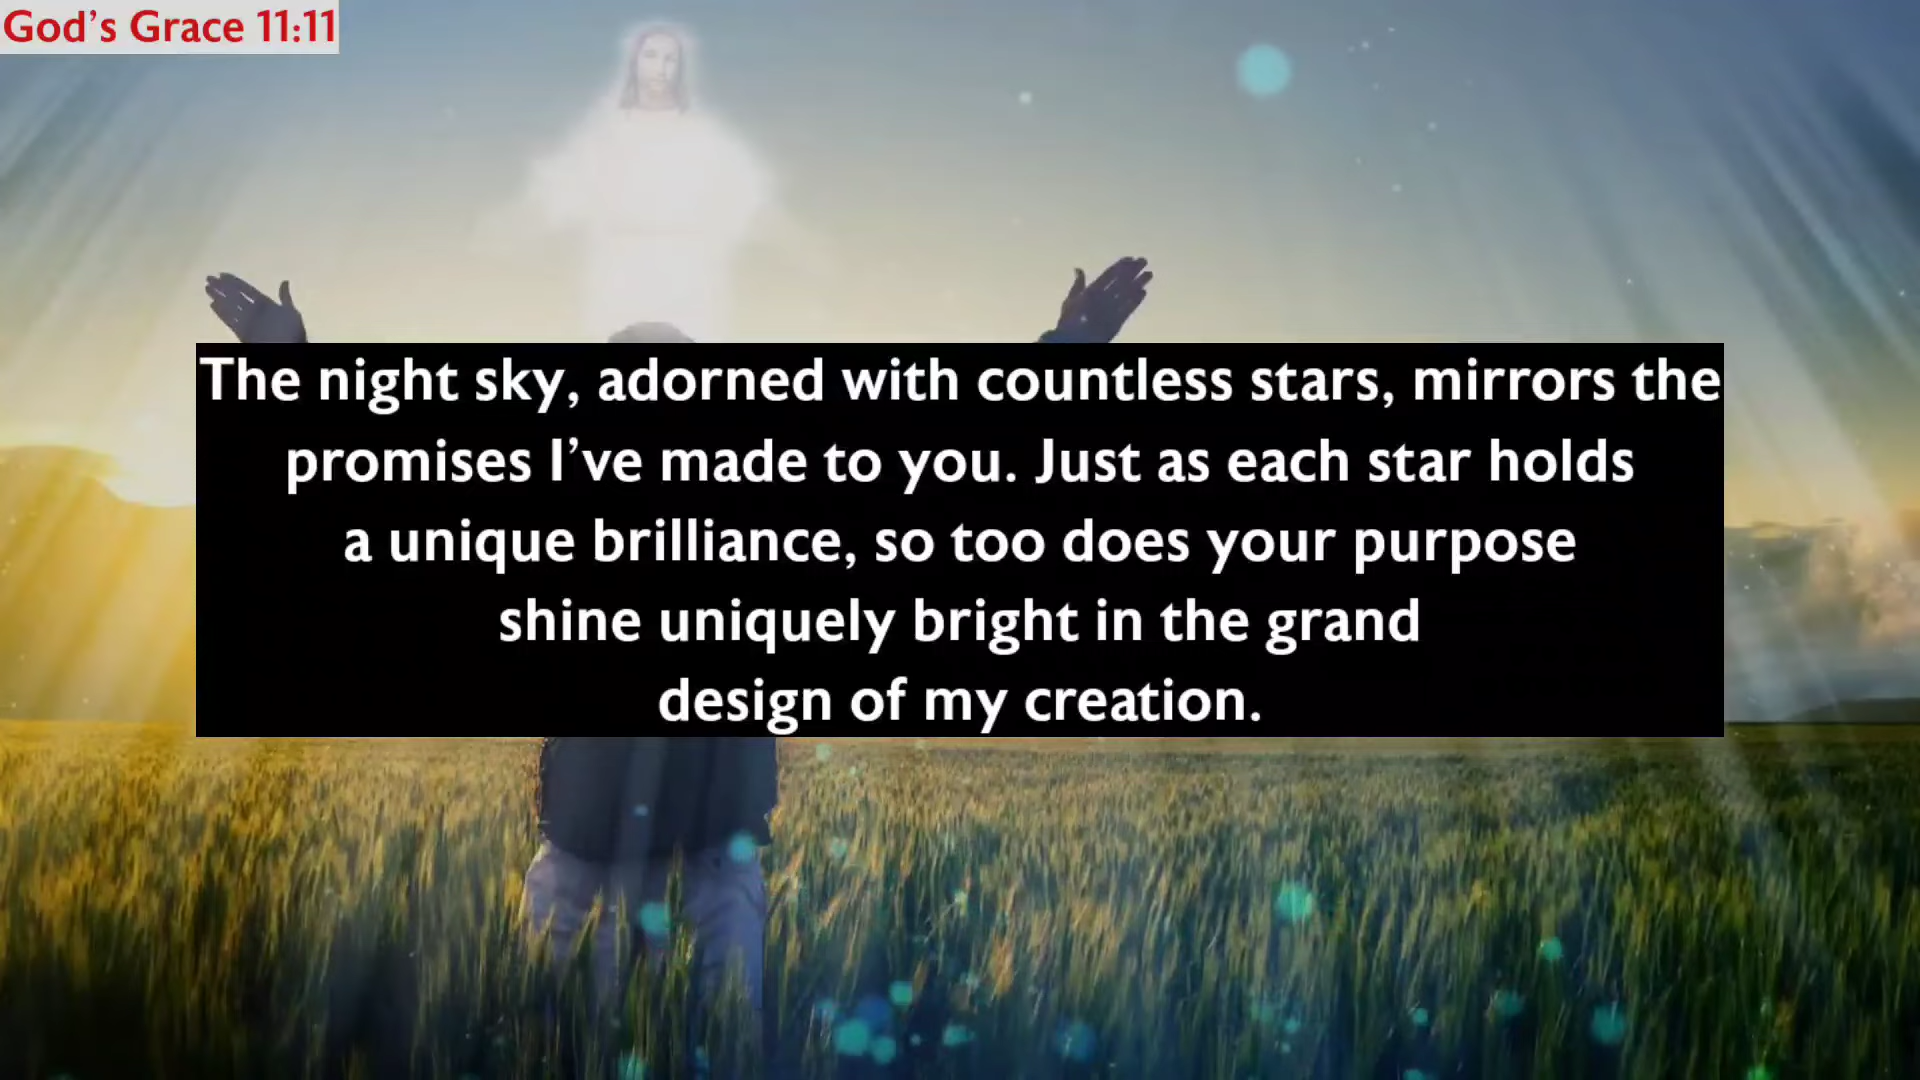 God’s Grace 11:11
The night sky, adorned with countless stars, mirrors the
promises I’ve made to you. Just as each star holds
a unique brilliance, so too does your purpose
shine uniquely bright in the grand
design of my creation.